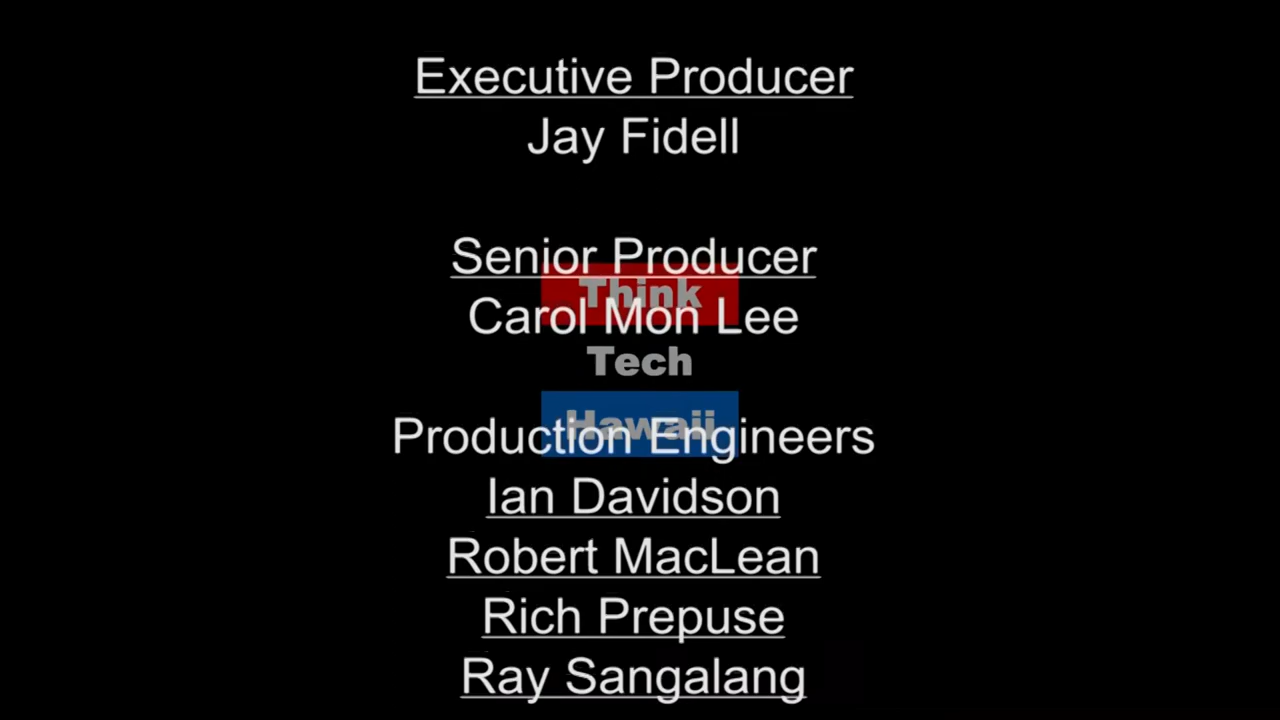 Executive Producer
Jay Fidell
Senior Producer
Think
Carol Mon Lee
Tech
Hawaii
Production Engineers
Ian Davidson
Robert MacLean
Rich Prepuse
Ray Sangalang